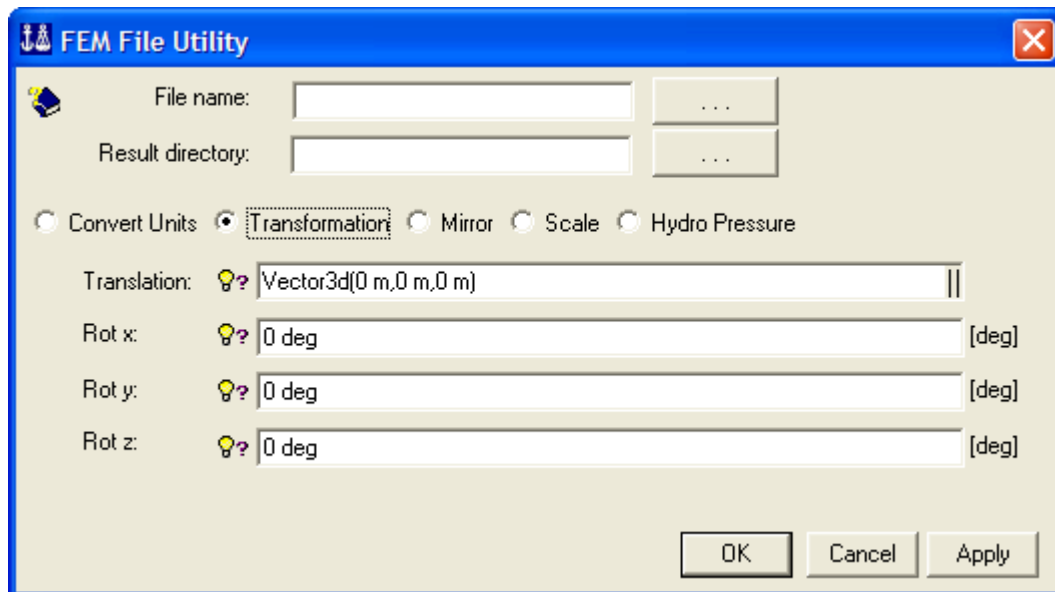 FEM File Utility
File name: ...
Result directory: ...
Convert Units Transformation Mirror Scale Hydro Pressure
Translation: Vector3d(0 m,0 m,0 m)
Rot x: 0 deg [deg]
Rot y: 0 deg [deg]
Rot z: 0 deg [deg]
OK Cancel Apply